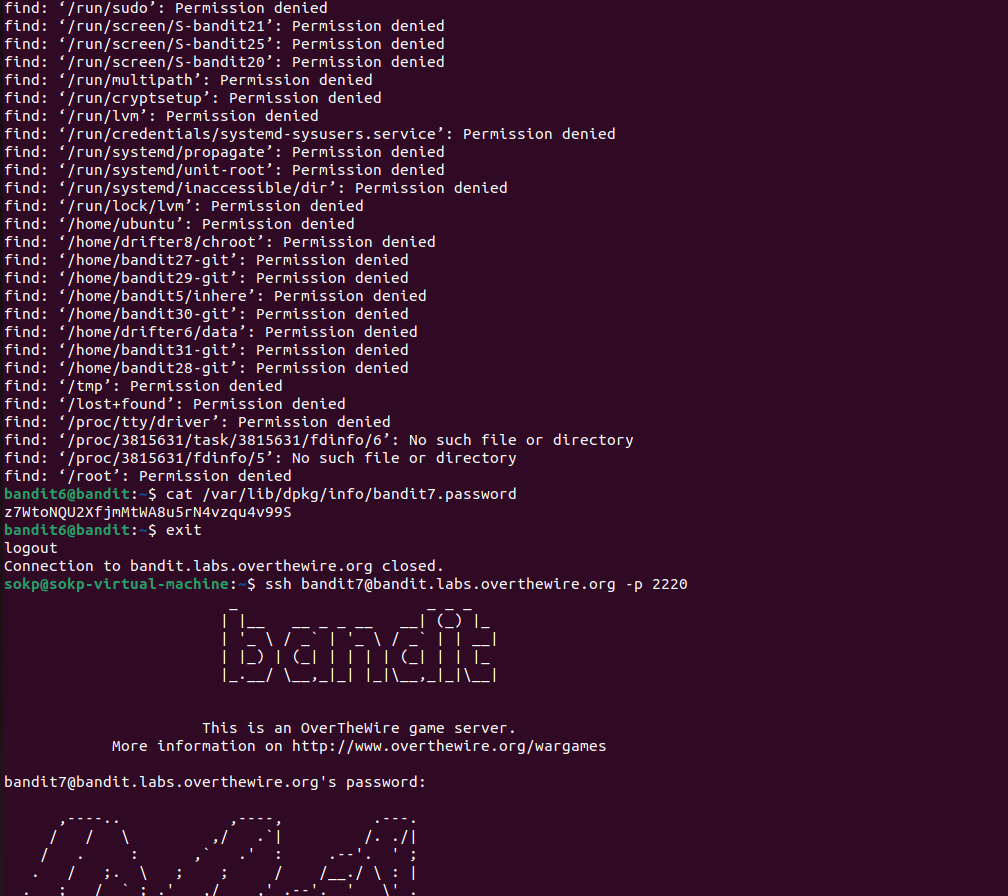 find: ‘/run/sudo’: Permission denied
find: ‘/run/screen/S-bandit21’: Permission denied
find: ‘/run/screen/S-bandit25’: Permission denied
find: ‘/run/screen/S-bandit20’: Permission denied
find: ‘/run/multipath’: Permission denied
find: ‘/run/cryptsetup’: Permission denied
find: ‘/run/lvm’: Permission denied
find: ‘/run/credentials/systemd-sysusers.service’: Permission denied
find: ‘/run/systemd/propagate’: Permission denied
find: ‘/run/systemd/unit-root’: Permission denied
find: ‘/run/systemd/inaccessible/dir’: Permission denied
find: ‘/run/lock/lvm’: Permission denied
find: ‘/home/ubuntu’: Permission denied
find: ‘/home/drifter8/chroot’: Permission denied
find: ‘/home/bandit27-git’: Permission denied
find: ‘/home/bandit29-git’: Permission denied
find: ‘/home/bandit5/inhere’: Permission denied
find: ‘/home/bandit30-git’: Permission denied
find: ‘/home/drifter6/data’: Permission denied
find: ‘/home/bandit31-git’: Permission denied
find: ‘/home/bandit28-git’: Permission denied
find: ‘/tmp’: Permission denied
find: ‘/lost+found’: Permission denied
find: ‘/proc/tty/driver’: Permission denied
find: ‘/proc/3815631/task/3815631/fdinfo/6’: No such file or directory
find: ‘/proc/3815631/fdinfo/5’: No such file or directory
find: ‘/root’: Permission denied
bandit6@bandit:~$ cat /var/lib/dpkg/info/bandit7.password
z7WtoNQU2XfjmMtWA8u5rN4vzqu4v99S
bandit6@bandit:~$ exit
logout
Connection to bandit.labs.overthewire.org closed.
sokp@sokp-virtual-machine:~$ ssh bandit7@bandit.labs.overthewire.org -p 2220
bandit
This is an OverTheWire game server.
More information on http://www.overthewire.org/wargames
bandit7@bandit.labs.overthewire.org's password: